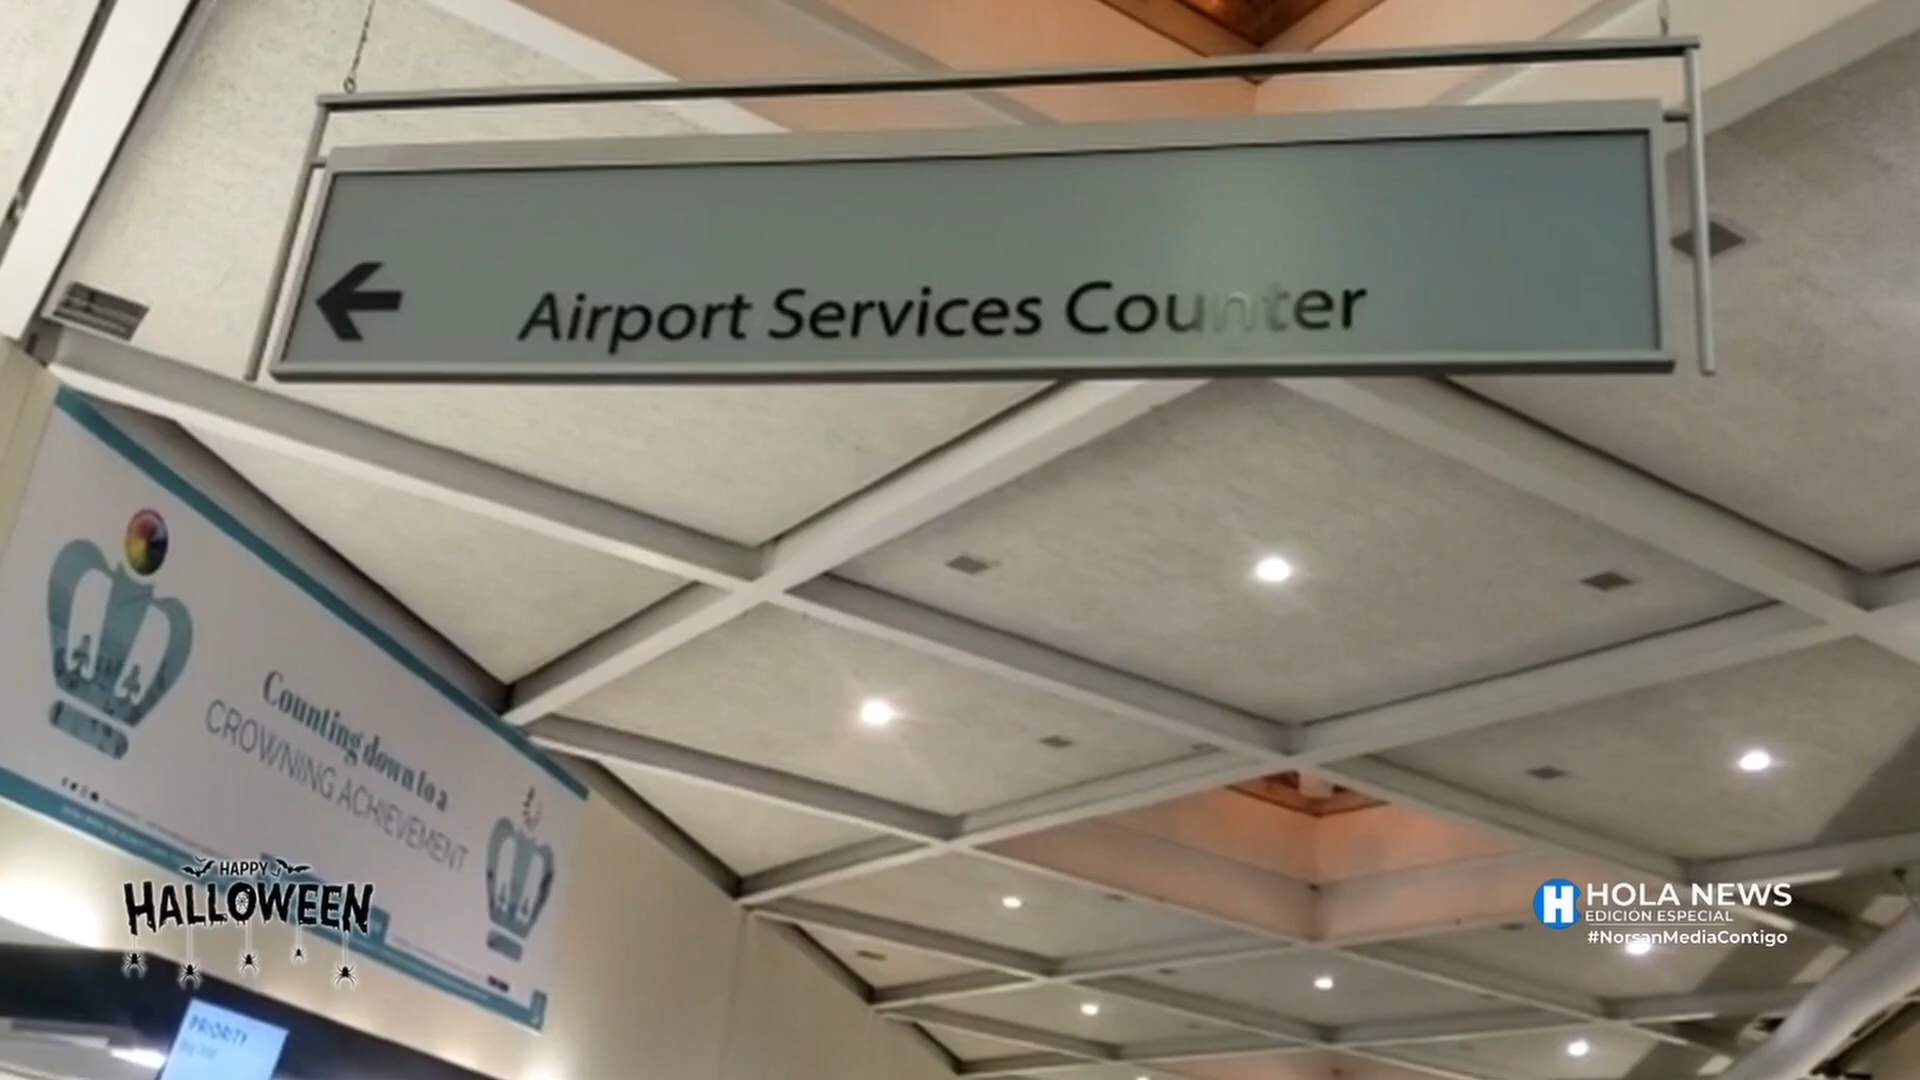 Airport Services Counter
Counting down to a
CROWNING ACHIEVEMENT
HAPPY
HALLOWEEN
HOLA NEWS
EDICIÓN ESPECIAL
#NorsanMediaContigo
PRIORITY